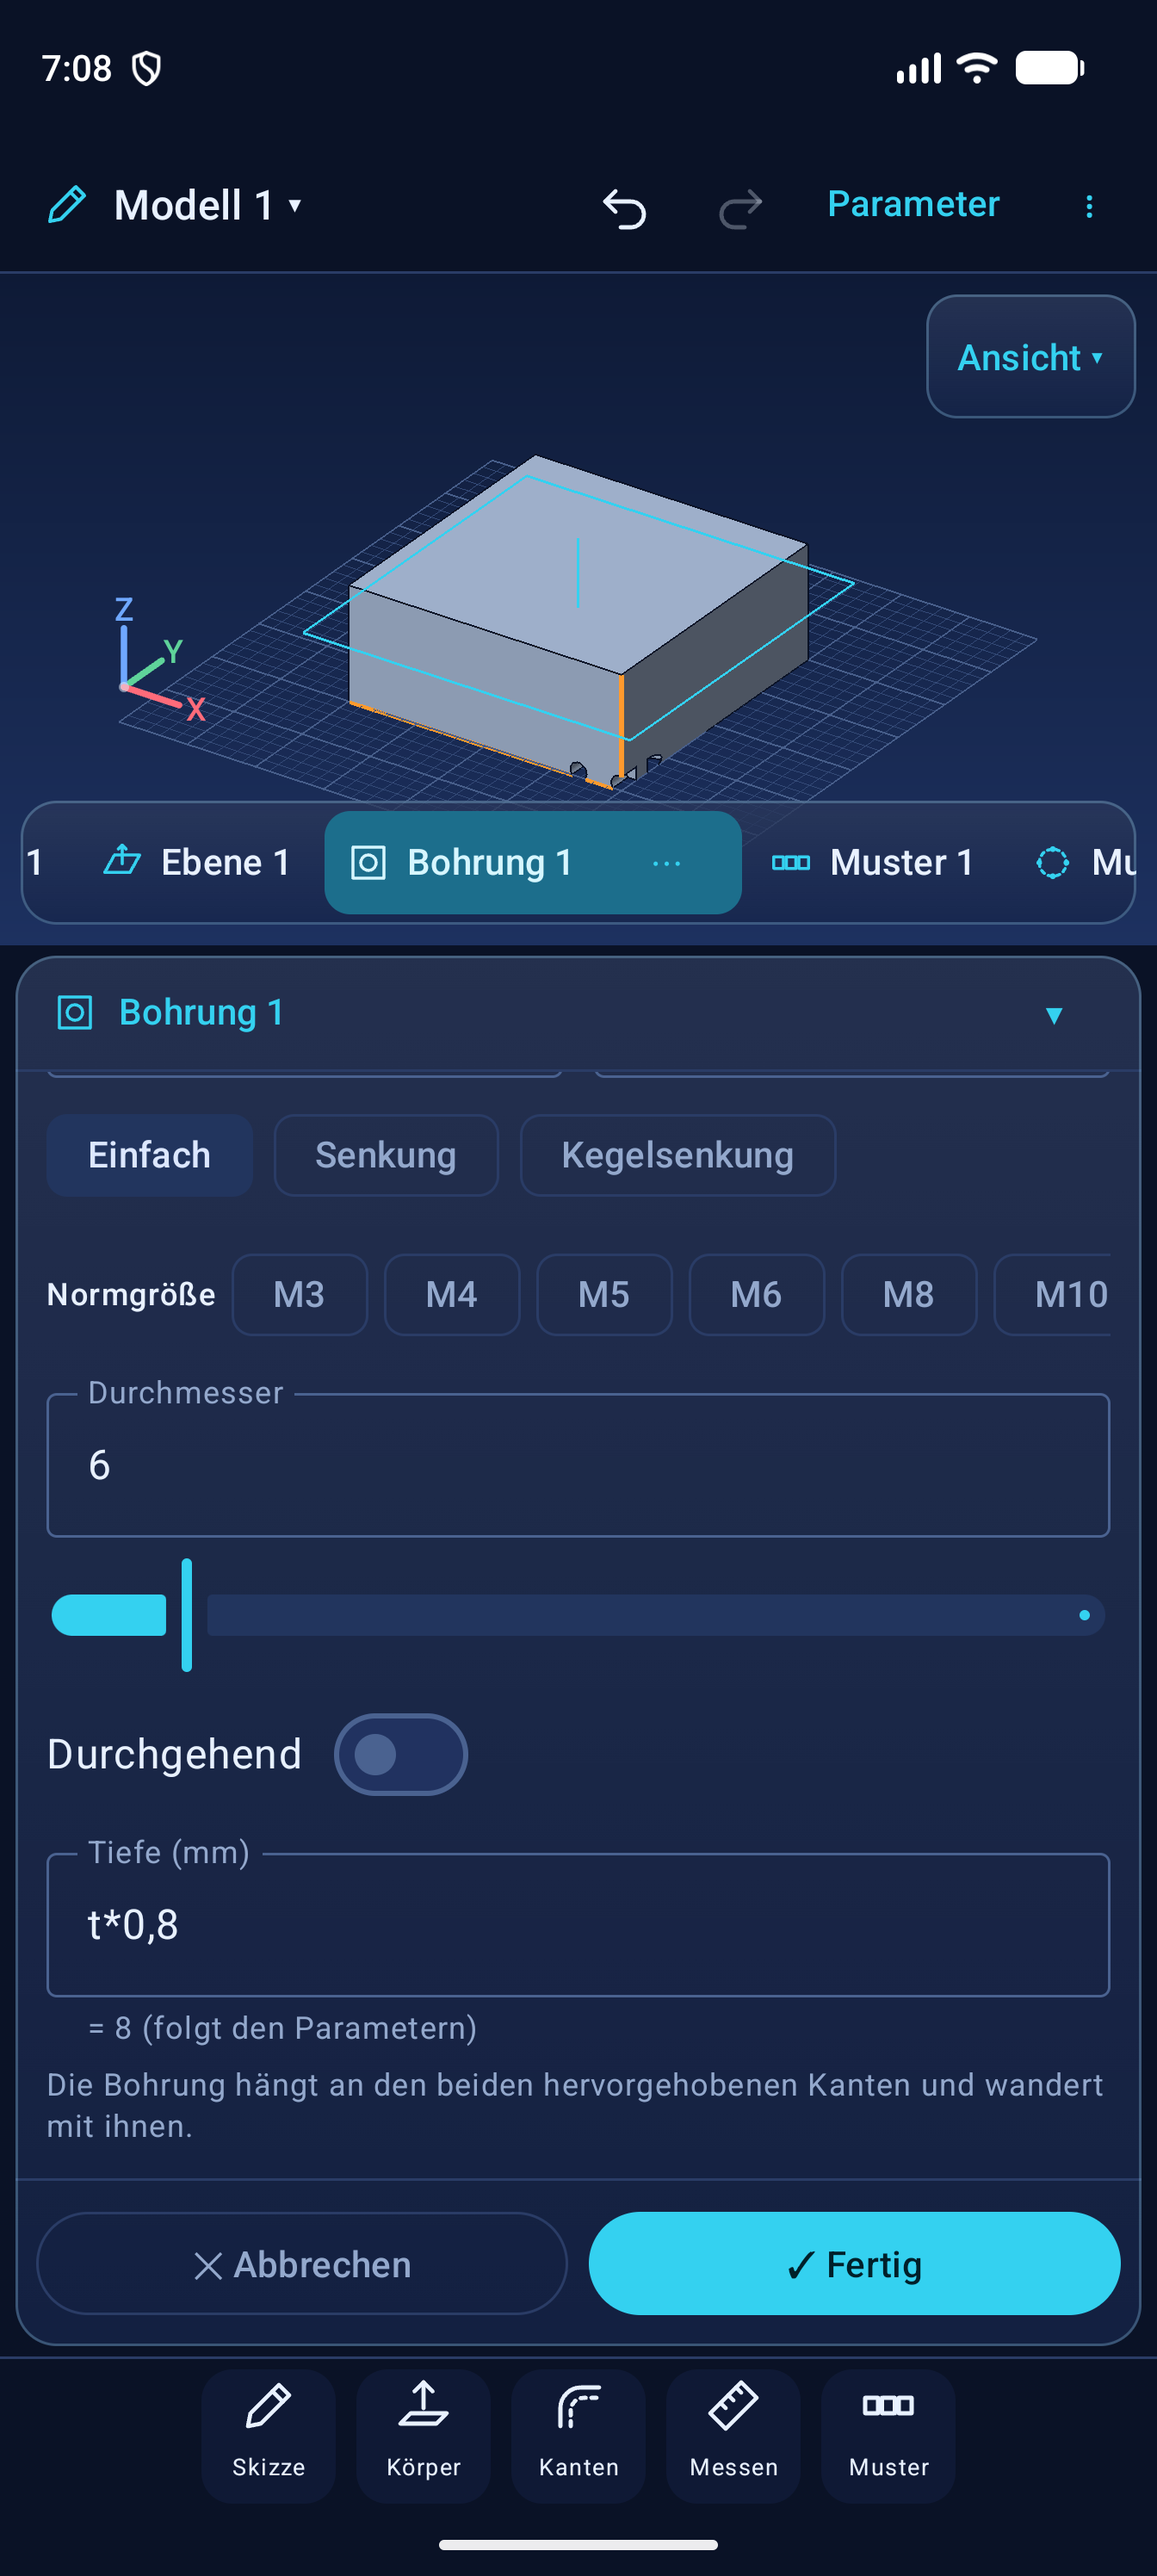 7:08
Modell 1 ▾
Parameter
Ansicht ▾
Z
Y
X
1
Ebene 1
Bohrung 1 ···
Muster 1
Mu
Bohrung 1 ▼
Einfach
Senkung
Kegelsenkung
Normgröße
M3
M4
M5
M6
M8
M10
Durchmesser
6
Durchgehend
Tiefe (mm)
t*0,8
= 8 (folgt den Parametern)
Die Bohrung hängt an den beiden hervorgehobenen Kanten und wandert
mit ihnen.
Abbrechen
✓ Fertig
Skizze
Körper
Kanten
Messen
Muster